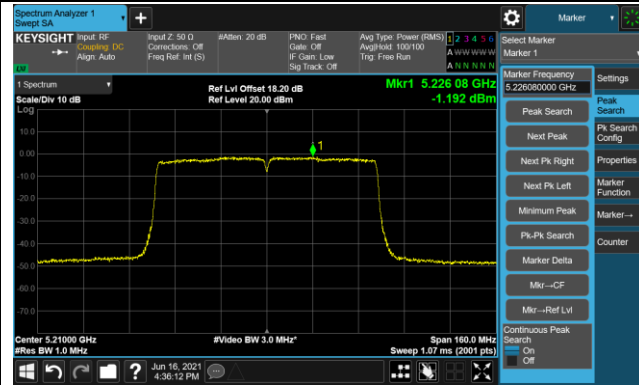 Spectrum Analyzer 1
Swept SA
Marker
KEYSIGHT
Input: RF
Coupling: DC
Align: Auto
Input Z: 50 Ω
Corrections: Off
Freq Ref: Int (S)
#Atten: 20 dB
PNO: Fast
Gate: Off
IF Gain: Low
Sig Track: Off
Avg Type: Power (RMS)
Avg|Hold: 100/100
Trig: Free Run
1 2 3 4 5 6
A W W W W W
A N N N N N
LXI
Select Marker
Marker 1
1 Spectrum
Scale/Div 10 dB
Log
Ref Lvl Offset 18.20 dB
Ref Level 20.00 dBm
Mkr1 5.226 08 GHz
-1.192 dBm
1
10.0
0.00
-10.0
-20.0
-30.0
-40.0
-50.0
-60.0
-70.0
Center 5.21000 GHz
#Res BW 1.0 MHz
#Video BW 3.0 MHz*
Span 160.0 MHz
Sweep 1.07 ms (2001 pts)
Marker Frequency
5.226080000 GHz
Peak Search
Next Peak
Next Pk Right
Next Pk Left
Minimum Peak
Pk-Pk Search
Marker Delta
Mkr→CF
Mkr→Ref Lvl
Continuous Peak
Search
On
Off
Settings
Peak
Search
Pk Search
Config
Properties
Marker
Function
Marker→
Counter
?
Jun 16, 2021
4:36:12 PM